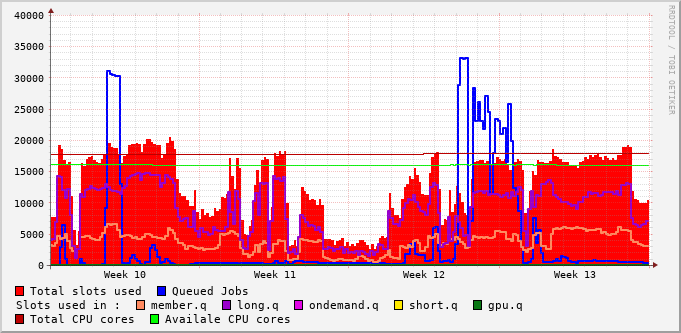 40000
35000
30000
25000
20000
15000
10000
5000
0
Week 10 Week 11 Week 12 Week 13
RRDTOOL / TOBI OETIKER
Total slots used Queued Jobs
Slots used in : member.q long.q ondemand.q short.q gpu.q
Total CPU cores Availale CPU cores